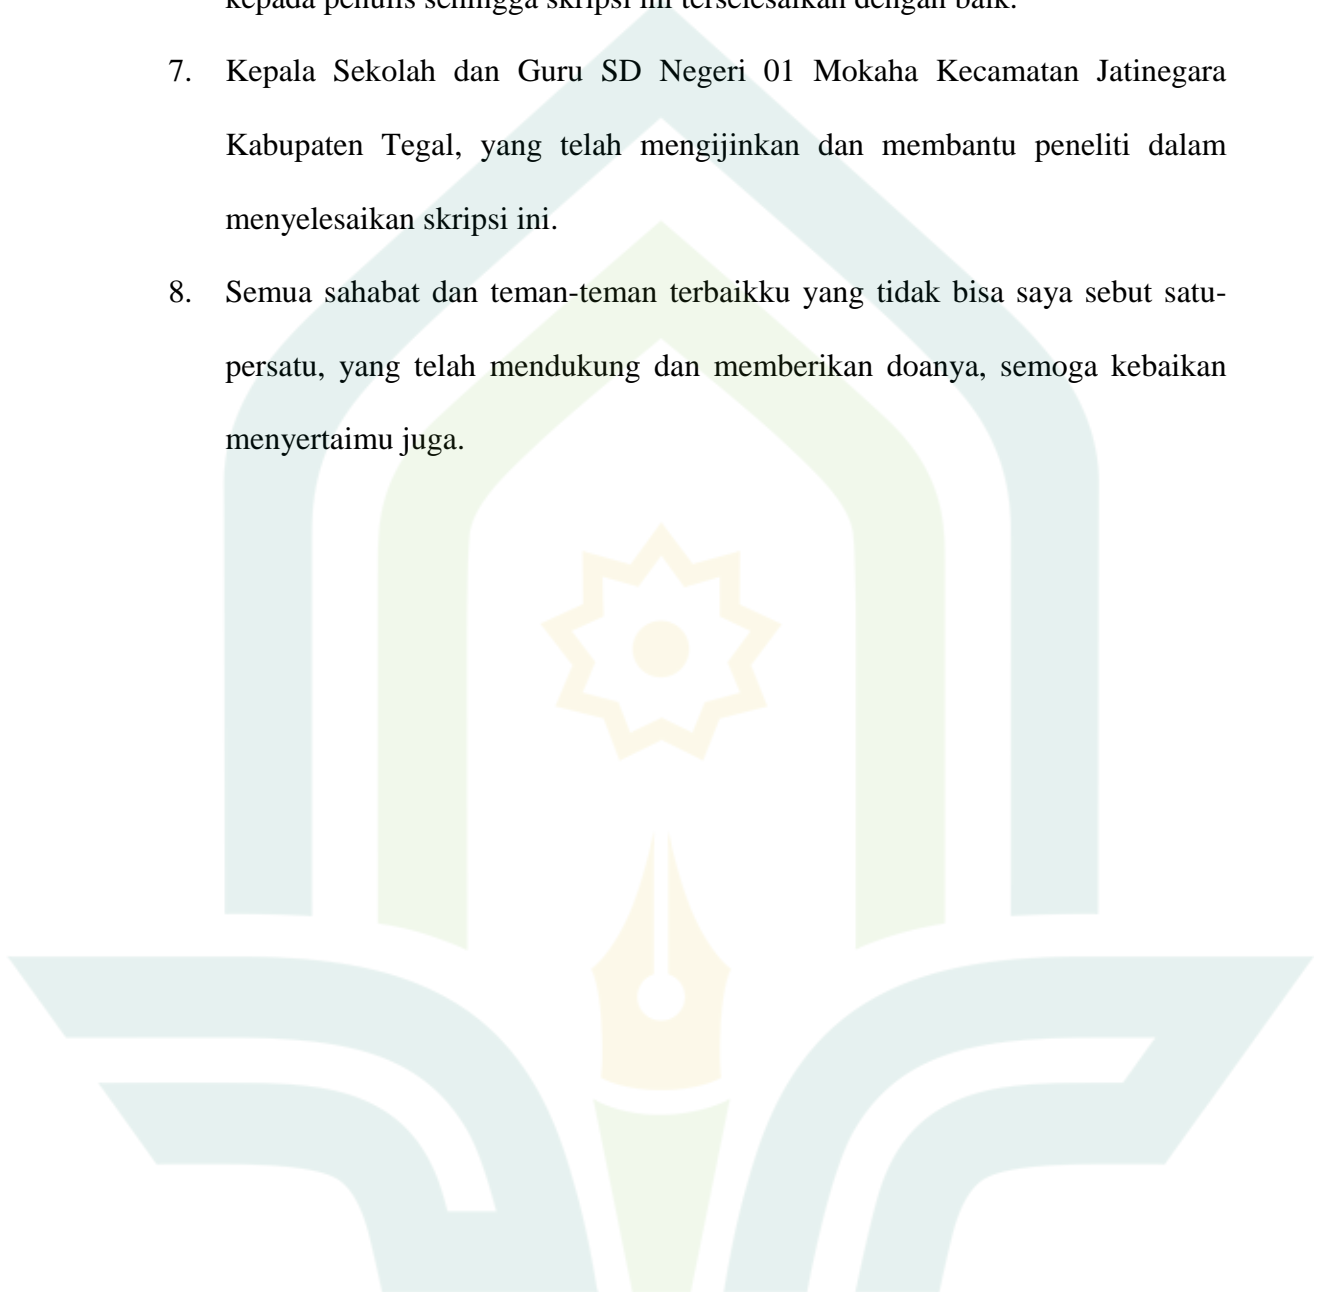 kepada penulis sehingga skripsi ini terselesaikan dengan baik.
7. Kepala Sekolah dan Guru SD Negeri 01 Mokaha Kecamatan Jatinegara
Kabupaten Tegal, yang telah mengijinkan dan membantu peneliti dalam
menyelesaikan skripsi ini.
8. Semua sahabat dan teman-teman terbaikku yang tidak bisa saya sebut satu-
persatu, yang telah mendukung dan memberikan doanya, semoga kebaikan
menyertaimu juga.